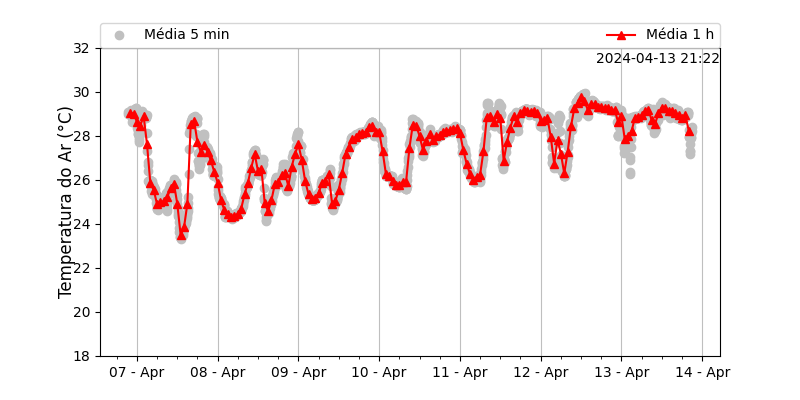 Média 5 min
Média 1 h
2024-04-13 21:22
Temperatura do Ar (°C)
32
30
28
26
24
22
20
18
07 - Apr
08 - Apr
09 - Apr
10 - Apr
11 - Apr
12 - Apr
13 - Apr
14 - Apr